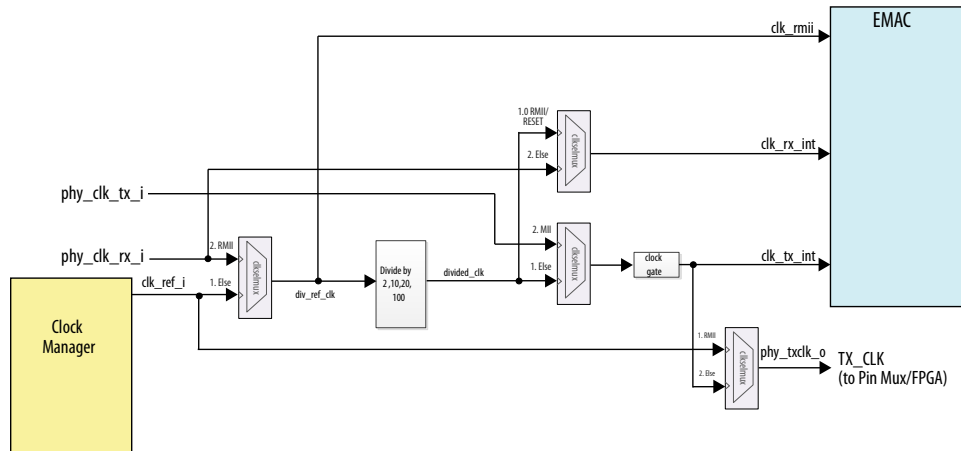 EMAC
clk_rmii
1.0 RMII/
RESET
clkselmux
clk_rx_int
2. Else
phy_clk_tx_i
phy_clk_rx_i
2. RMII
clkselmux
clk_ref_i
1. Else
div_ref_clk
Divide by
2 ,10,20,
100
divided_clk
2. MII
clkselmux
1. Else
clock
gate
clk_tx_int
Clock
Manager
1. RMII
clkselmux
2. Else
phy_txclk_o
TX_CLK
(to Pin Mux/FPGA)